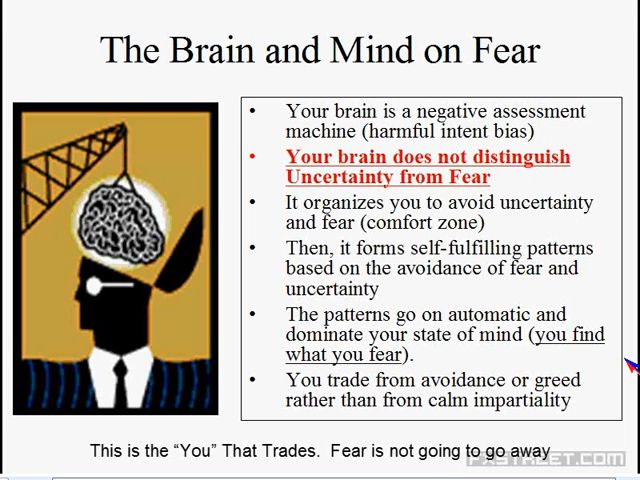 The Brain and Mind on Fear
• Your brain is a negative assessment
machine (harmful intent bias)
• Your brain does not distinguish
Uncertainty from Fear
• It organizes you to avoid uncertainty
and fear (comfort zone)
• Then, it forms self-fulfilling patterns
based on the avoidance of fear and
uncertainty
• The patterns go on automatic and
dominate your state of mind (you find
what you fear).
• You trade from avoidance or greed
rather than from calm impartiality
This is the “You” That Trades.  Fear is not going to go away
FXSTREET.COM